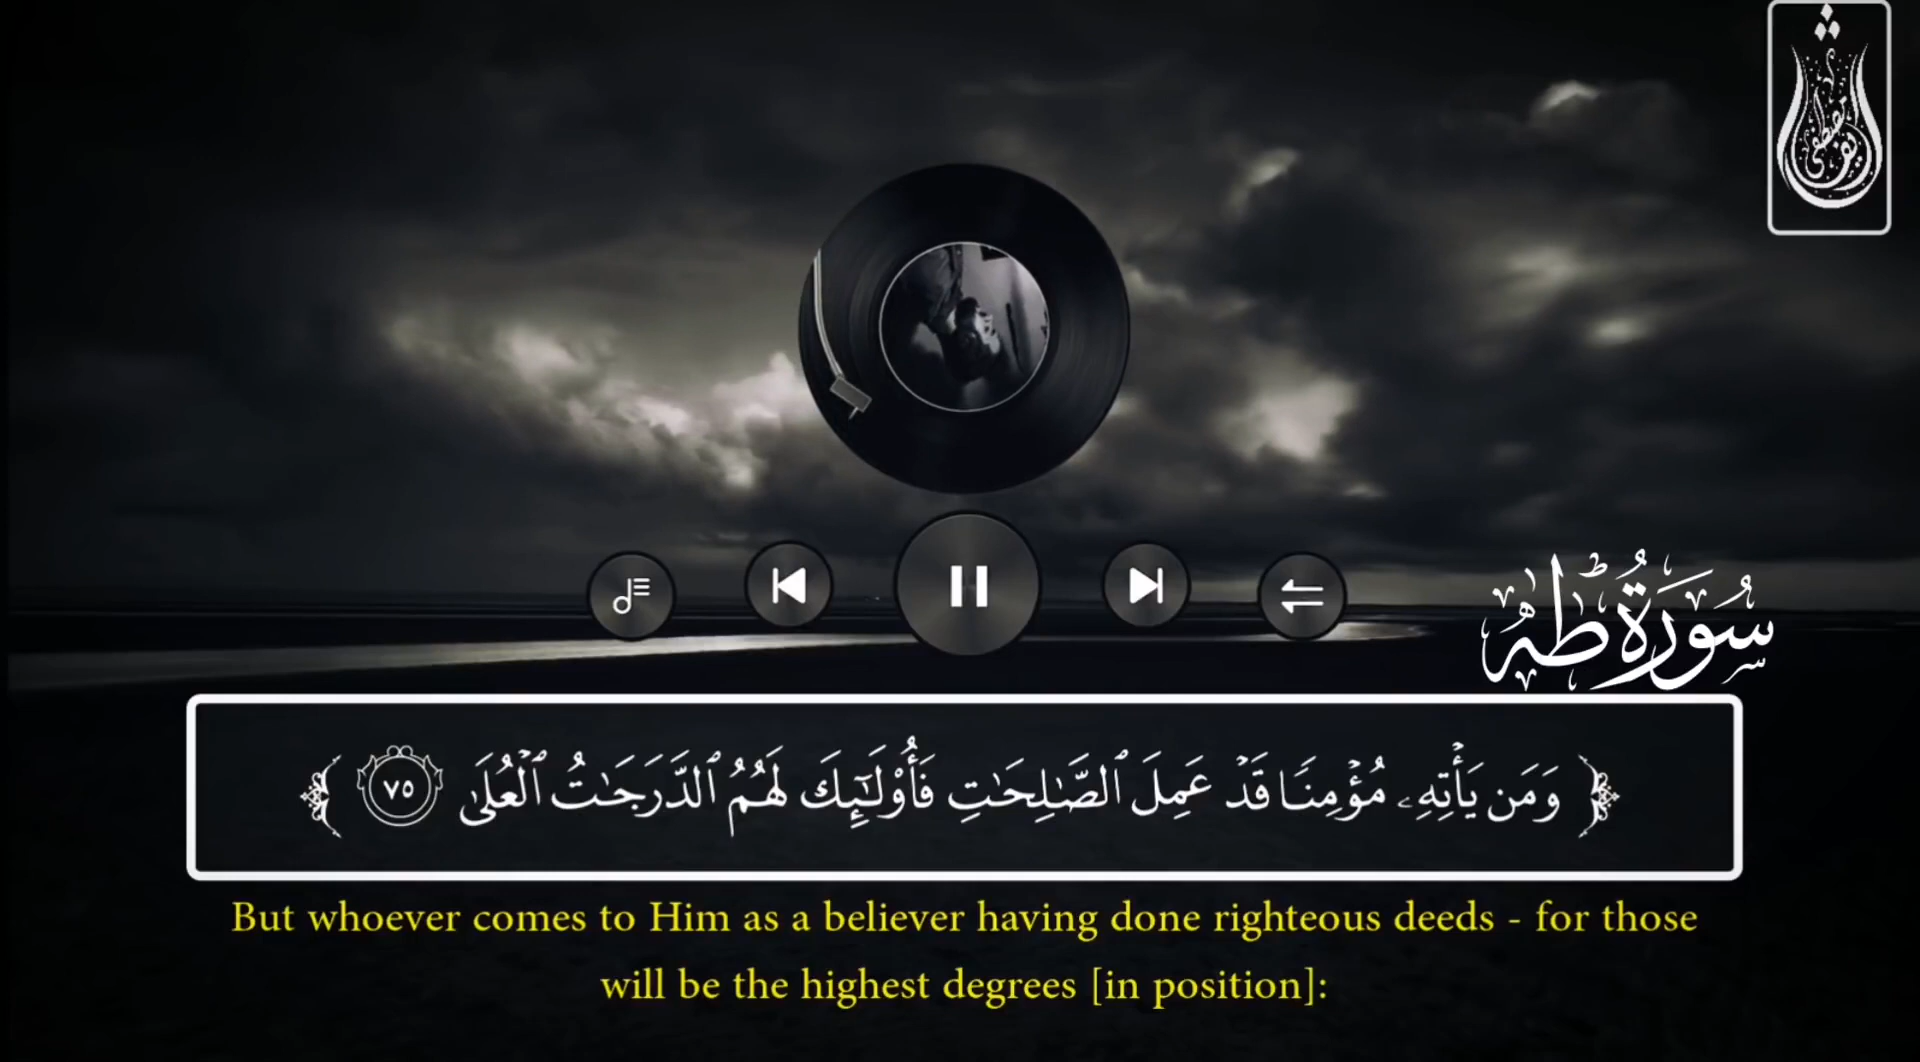 سُورَةُ طه
﴿ وَمَن يَأْتِهِۦ مُؤْمِنًا قَدْ عَمِلَ ٱلصَّٰلِحَٰتِ فَأُو۟لَٰٓئِكَ لَهُمُ ٱلدَّرَجَٰتُ ٱلْعُلَىٰ ٧٥ ﴾
But whoever comes to Him as a believer having done righteous deeds - for those
will be the highest degrees [in position]: